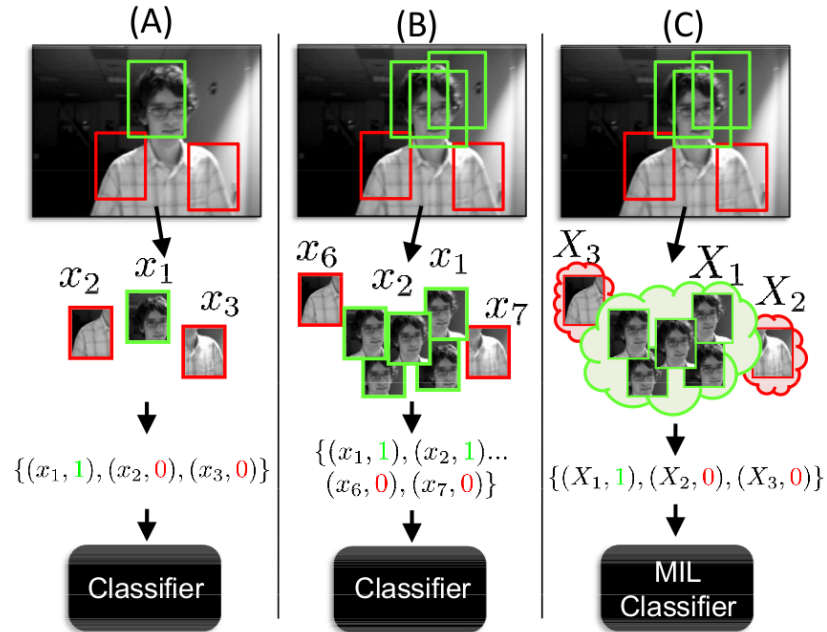 (A)
x₂ x₁ x₃
{(x₁, 1), (x₂, 0), (x₃, 0)}
Classifier
(B)
x₆ x₂ x₁ x₇
{(x₁, 1), (x₂, 1)...
(x₆, 0), (x₇, 0)}
Classifier
(C)
X₃ X₁ X₂
{(X₁, 1), (X₂, 0), (X₃, 0)}
MIL
Classifier